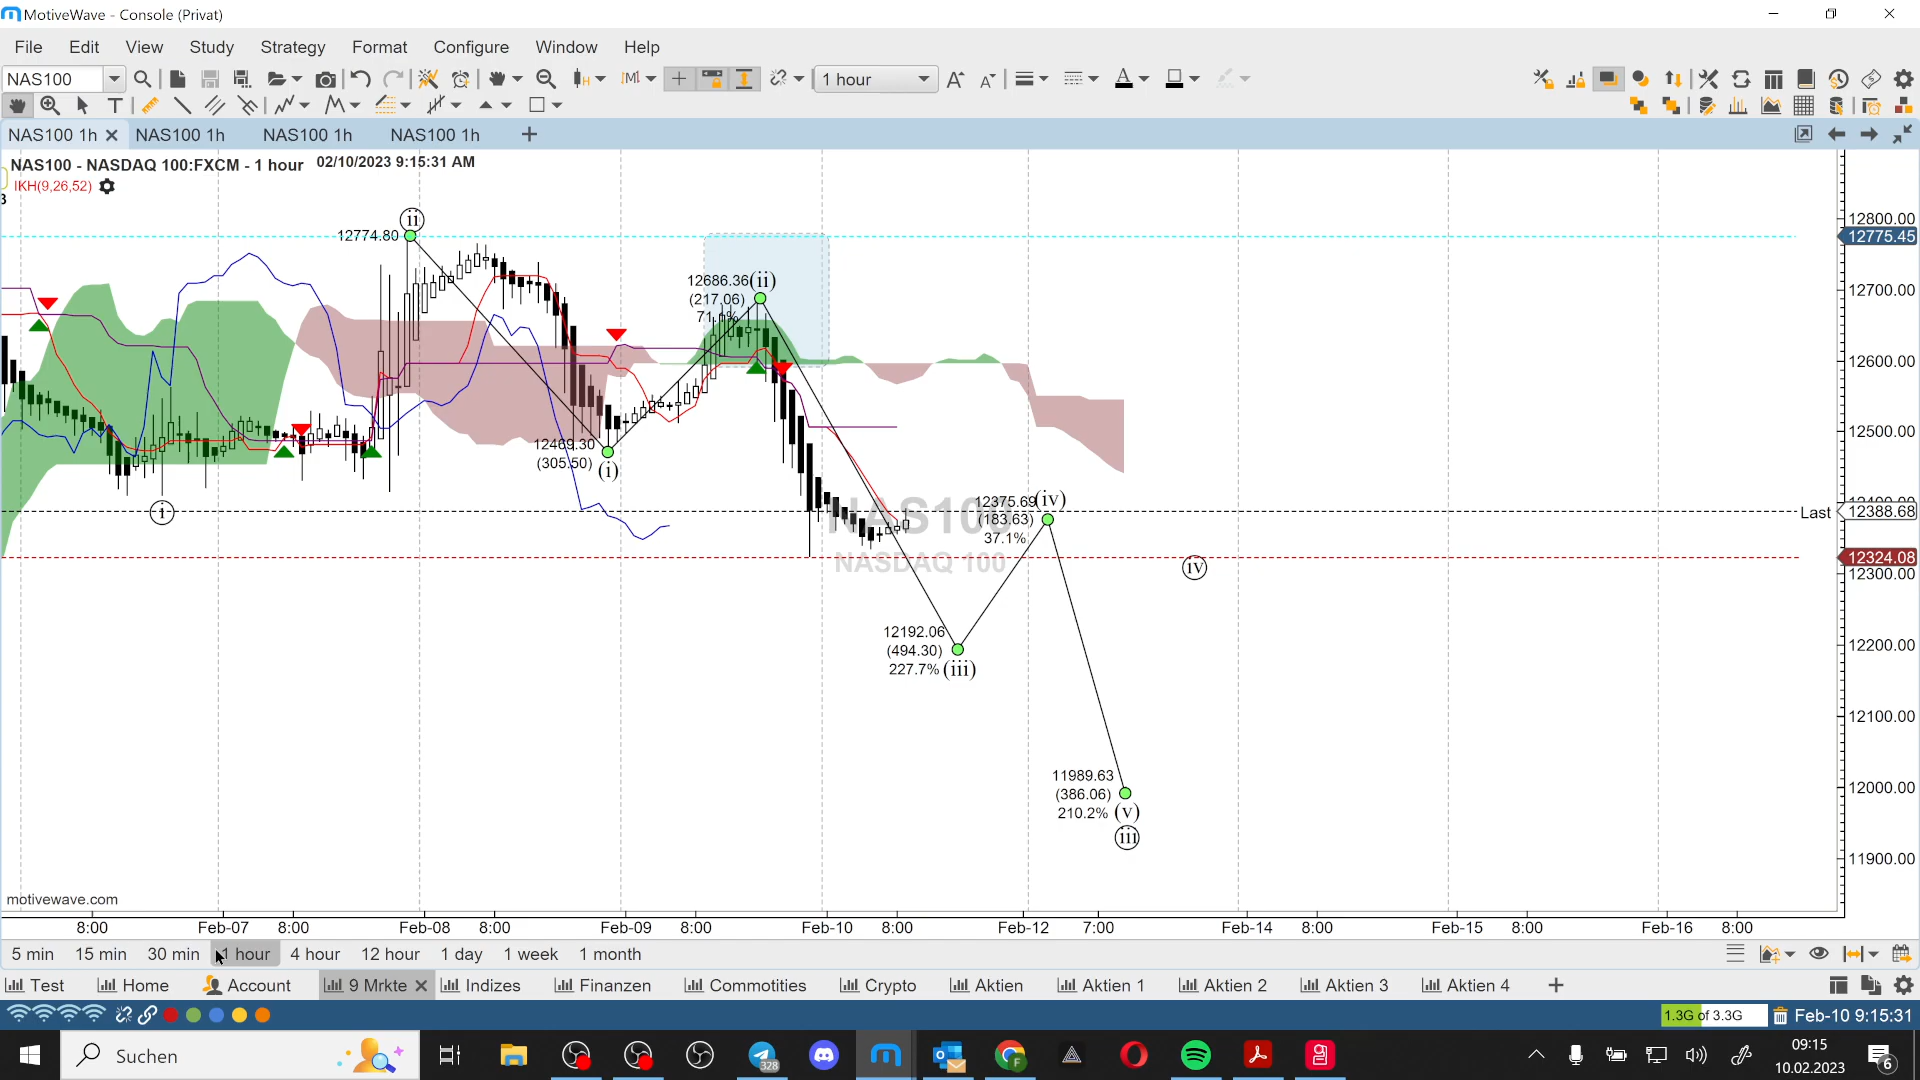 MotiveWave - Console (Privat)
File Edit View Study Strategy Format Configure Window Help
NAS100
1 hour
NAS100 1h NAS100 1h NAS100 1h NAS100 1h
NAS100 - NASDAQ 100:FXCM - 1 hour 02/10/2023 9:15:31 AM
IKH(9,26,52)
3
12800.00
ii
12774.80
12775.45
12686.36 (ii)
(217.06)
71.1%
12700.00
12600.00
12500.00
12469.30
(305.50) (i)
i
12400.00
12375.69 (iv)
(183.63)
37.1%
NAS100
NASDAQ 100
Last 12388.68
12324.08
iv
12300.00
12192.06
(494.30)
227.7% (iii)
12200.00
12100.00
11989.63
(386.06)
210.2% (v)
iii
12000.00
11900.00
motivewave.com
8:00 Feb-07 8:00 Feb-08 8:00 Feb-09 8:00 Feb-10 8:00 Feb-12 7:00 Feb-14 8:00 Feb-15 8:00 Feb-16 8:00
5 min 15 min 30 min 1 hour 4 hour 12 hour 1 day 1 week 1 month
Test Home Account 9 Mrkte Indizes Finanzen Commotities Crypto Aktien Aktien 1 Aktien 2 Aktien 3 Aktien 4
1.3G of 3.3G Feb-10 9:15:31
Suchen
328
F
09:15
10.02.2023
6